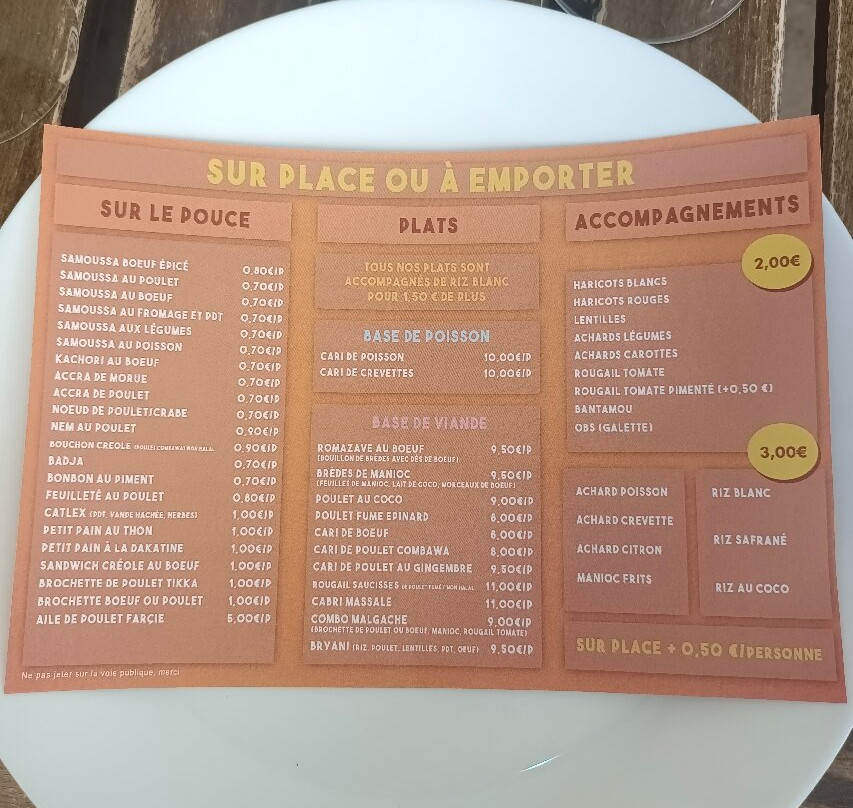 SUR PLACE OU À EMPORTER
SUR LE POUCE
SAMOUSSA BOEUF ÉPICÉ 0,80€/P
SAMOUSSA AU POULET 0,70€/P
SAMOUSSA AU BOEUF 0,70€/P
SAMOUSSA AU FROMAGE ET PDT 0,70€/P
SAMOUSSA AUX LÉGUMES 0,70€/P
SAMOUSSA AU POISSON 0,70€/P
KACHORI AU BOEUF 0,70€/P
ACCRA DE MORUE 0,70€/P
ACCRA DE POULET 0,70€/P
NOEUD DE POULET/CRABE 0,70€/P
NEM AU POULET 0,90€/P
BOUCHON CREOLE (POULET COMBAWA) NON HALAL 0,90€/P
BADJA 0,70€/P
BONBON AU PIMENT 0,70€/P
FEUILLETÉ AU POULET 0,80€/P
CATLEX (PDT, VANDE HACHÉE, HERBES) 1,00€/P
PETIT PAIN AU THON 1,00€/P
PETIT PAIN À LA DAKATINE 1,00€/P
SANDWICH CRÉOLE AU BOEUF 1,00€/P
BROCHETTE DE POULET TIKKA 1,00€/P
BROCHETTE BOEUF OU POULET 1,00€/P
AILE DE POULET FARÇIE 5,00€/P
Ne pas jeter sur la voie publique, merci
PLATS
TOUS NOS PLATS SONT
ACCOMPAGNÉS DE RIZ BLANC
POUR 1,50 € DE PLUS
BASE DE POISSON
CARI DE POISSON 10,00€/P
CARI DE CREVETTES 10,00€/P
BASE DE VIANDE
ROMAZAVE AU BOEUF 9,50€/P
(BOUILLON DE BRÈDES AVEC DÉS DE BOEUF)
BRÈDES DE MANIOC 9,50€/P
(FEUILLES DE MANIOC, LAIT DE COCO, MORCEAUX DE BOEUF)
POULET AU COCO 9,00€/P
POULET FUME EPINARD 8,00€/P
CARI DE BOEUF 8,00€/P
CARI DE POULET COMBAWA 8,00€/P
CARI DE POULET AU GINGEMBRE 9,50€/P
ROUGAIL SAUCISSES DE POULET FUMÉ / NON HALAL 11,00€/P
CABRI MASSALE 11,00€/P
COMBO MALGACHE 9,00€/P
(BROCHETTE DE POULET OU BOEUF, MANIOC, ROUGAIL TOMATE)
BRYANI (RIZ, POULET, LENTILLES, PDT, OEUF) 9,50€/P
ACCOMPAGNEMENTS
2,00€
HARICOTS BLANCS
HARICOTS ROUGES
LENTILLES
ACHARDS LÉGUMES
ACHARDS CAROTTES
ROUGAIL TOMATE
ROUGAIL TOMATE PIMENTÉ (+0,50 €)
BANTAMOU
OBS (GALETTE)
3,00€
ACHARD POISSON
ACHARD CREVETTE
ACHARD CITRON
MANIOC FRITS
RIZ BLANC
RIZ SAFRANÉ
RIZ AU COCO
SUR PLACE + 0,50 €/PERSONNE